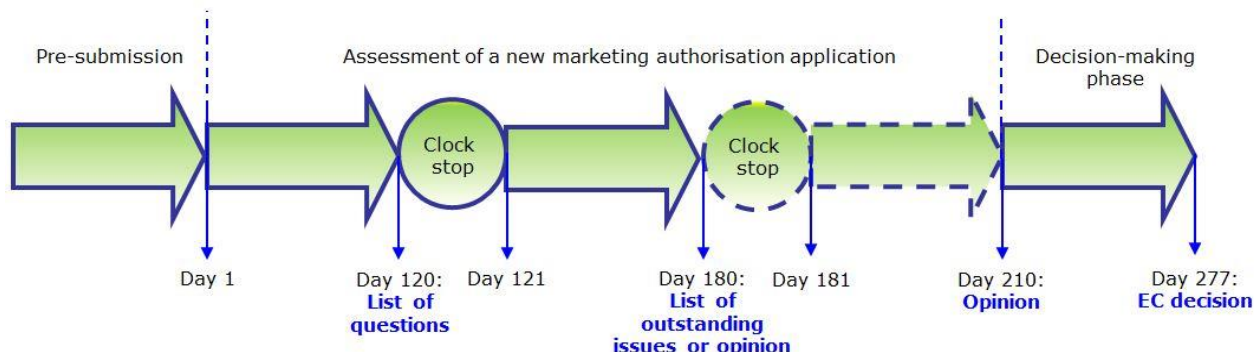 Pre-submission
Assessment of a new marketing authorisation application
Decision-making
phase
Clock
stop
Clock
stop
Day 1
Day 120:
List of
questions
Day 121
Day 180:
List of
outstanding
issues or opinion
Day 181
Day 210:
Opinion
Day 277:
EC decision